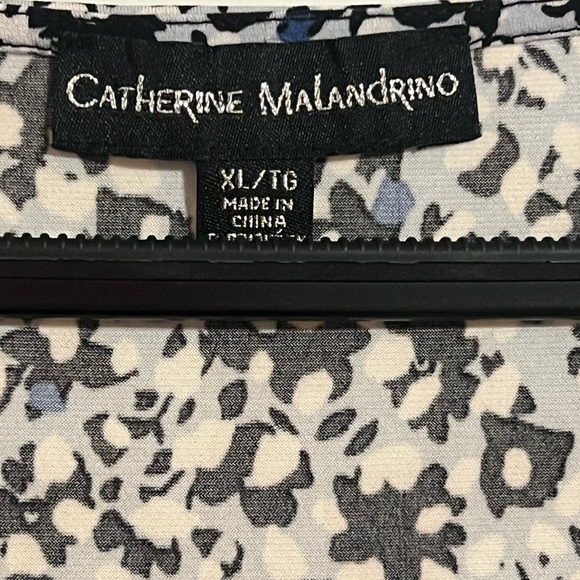 Catherine Malandrino
XL/TG
MADE IN
CHINA